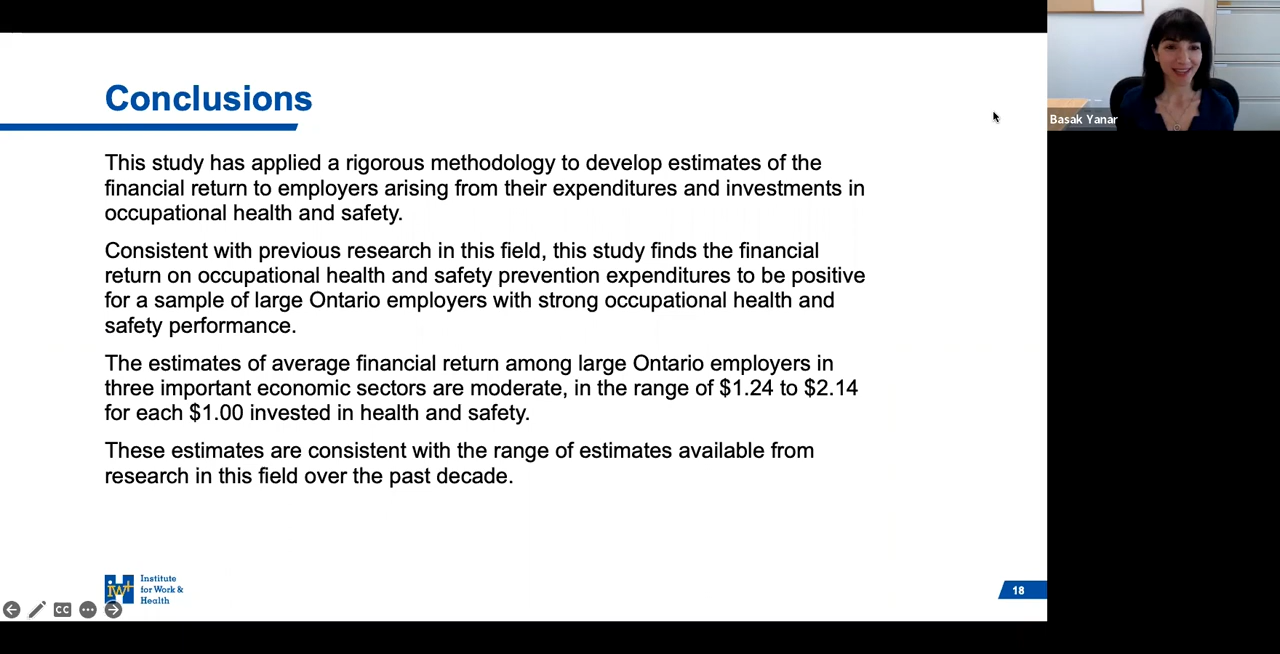 Conclusions
Basak Yanar
This study has applied a rigorous methodology to develop estimates of the
financial return to employers arising from their expenditures and investments in
occupational health and safety.
Consistent with previous research in this field, this study finds the financial
return on occupational health and safety prevention expenditures to be positive
for a sample of large Ontario employers with strong occupational health and
safety performance.
The estimates of average financial return among large Ontario employers in
three important economic sectors are moderate, in the range of $1.24 to $2.14
for each $1.00 invested in health and safety.
These estimates are consistent with the range of estimates available from
research in this field over the past decade.
iw+
Institute
for Work &
Health
18
CC